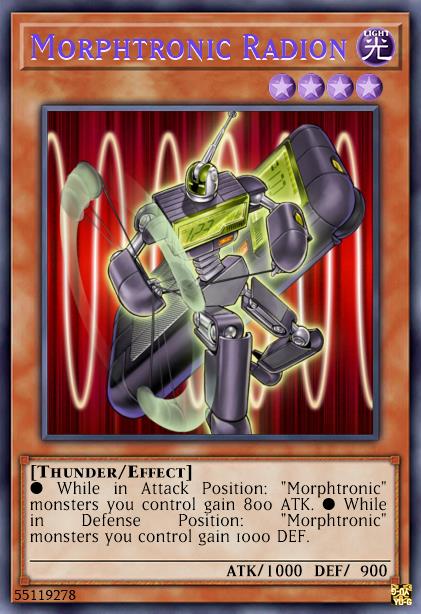 MORPHTRONIC RADION
LIGHT
光
[THUNDER/EFFECT]
● While in Attack Position: "Morphtronic"
monsters you control gain 800 ATK. ● While
in Defense Position: "Morphtronic"
monsters you control gain 1000 DEF.
ATK/1000 DEF/ 900
55119278